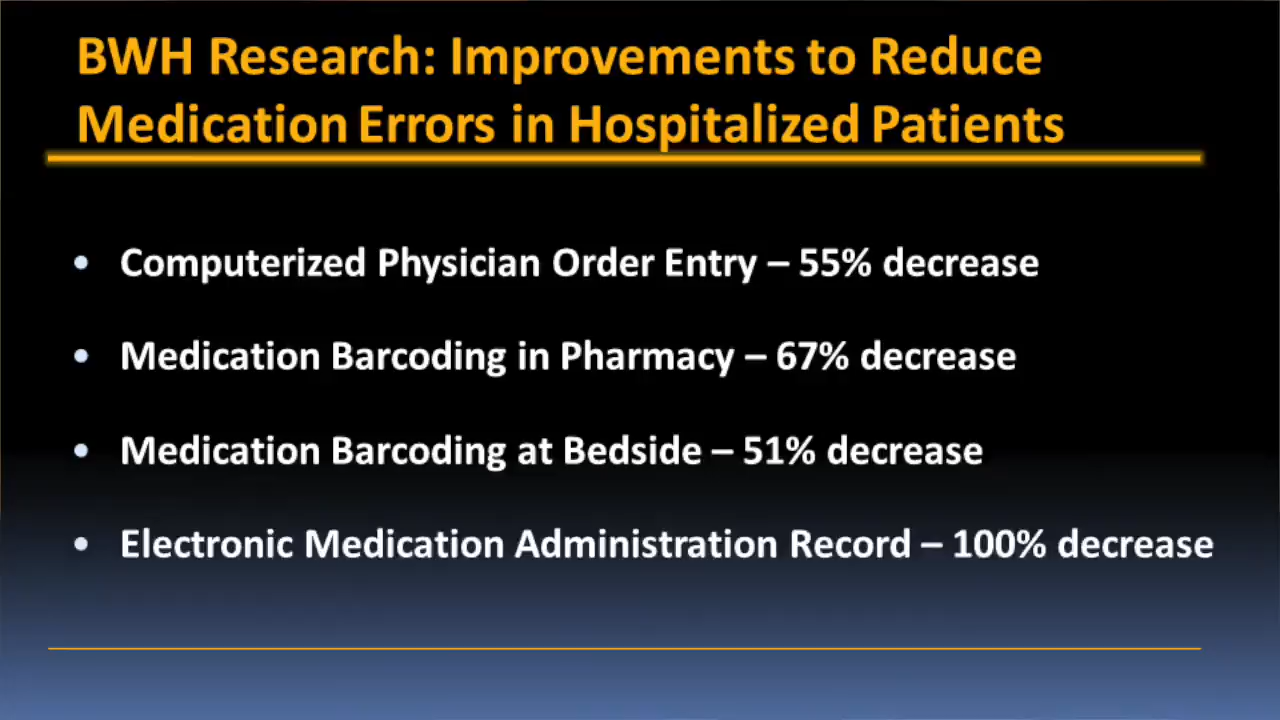 BWH Research: Improvements to Reduce
Medication Errors in Hospitalized Patients
• Computerized Physician Order Entry – 55% decrease
• Medication Barcoding in Pharmacy – 67% decrease
• Medication Barcoding at Bedside – 51% decrease
• Electronic Medication Administration Record – 100% decrease